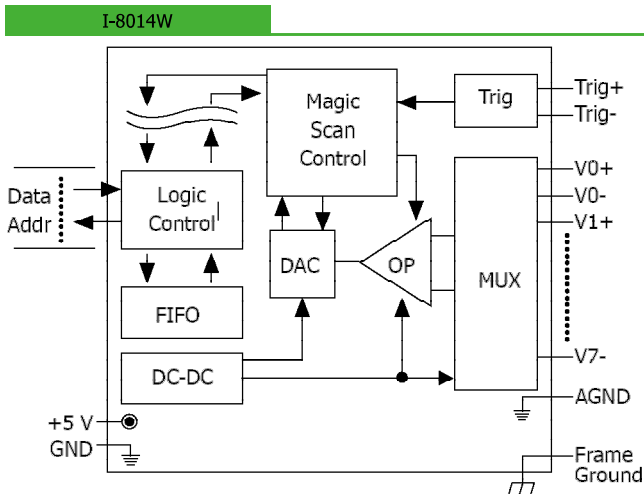 I-8014W
Magic
Scan
Control
Trig
Trig+
Trig-
Data
Addr
Logic
Control
V0+
V0-
V1+
DAC
OP
MUX
FIFO
V7-
DC-DC
AGND
+5 V
GND
Frame
Ground